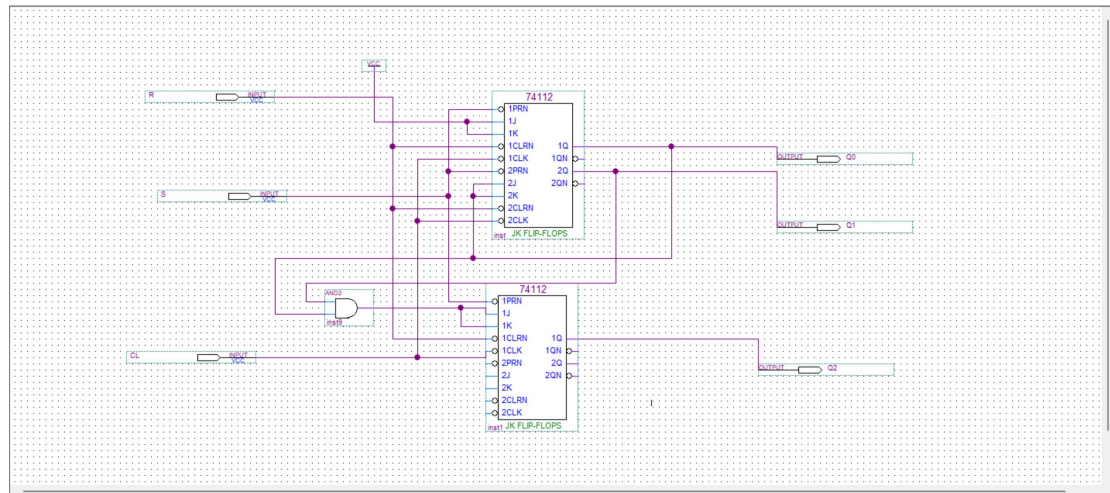 VCC
74112
R INPUT
VCC
1PRN
1J
1K
1CLRN
1CLK
2PRN
2J
2K
2CLRN
2CLK
1Q
1QN
2Q
2QN
inst JK FLIP-FLOPS
OUTPUT Q0
S INPUT
VCC
OUTPUT Q1
AND2
74112
1PRN
1J
1K
1CLRN
1CLK
2PRN
2J
2K
2CLRN
2CLK
1Q
1QN
2Q
2QN
inst1 JK FLIP-FLOPS
CL INPUT
VCC
OUTPUT Q2